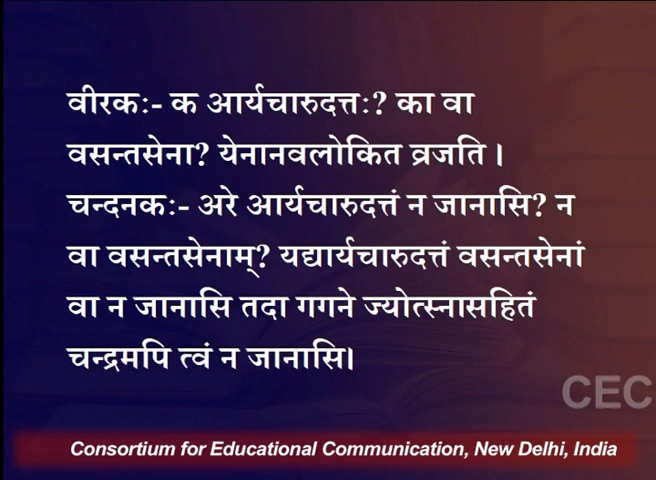 वीरकः- क आर्यचारुदत्तः? का वा
वसन्तसेना? येनानवलोकित व्रजति ।
चन्दनकः- अरे आर्यचारुदत्तं न जानासि? न
वा वसन्तसेनाम्? यद्यार्यचारुदत्तं वसन्तसेनां
वा न जानासि तदा गगने ज्योत्स्नासहितं
चन्द्रमपि त्वं न जानासि।
CEC
Consortium for Educational Communication, New Delhi, India